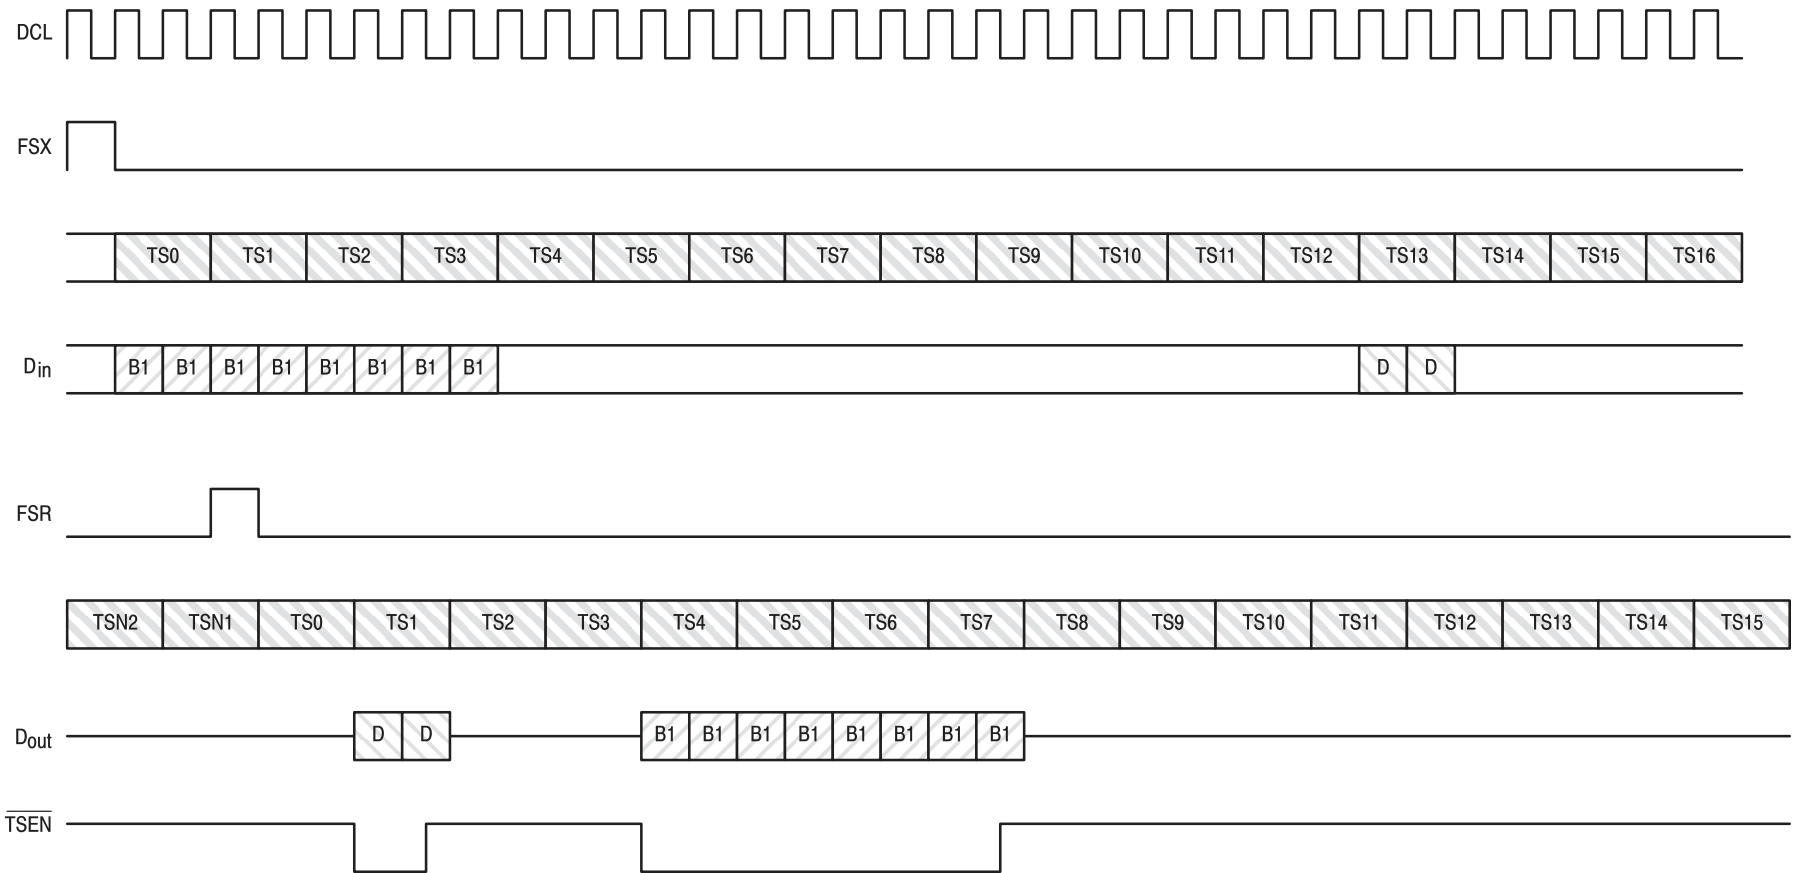 DCL
FSX
TS0 TS1 TS2 TS3 TS4 TS5 TS6 TS7 TS8 TS9 TS10 TS11 TS12 TS13 TS14 TS15 TS16
Din B1 B1 B1 B1 B1 B1 B1 B1 D D
FSR
TSN2 TSN1 TS0 TS1 TS2 TS3 TS4 TS5 TS6 TS7 TS8 TS9 TS10 TS11 TS12 TS13 TS14 TS15
Dout D D B1 B1 B1 B1 B1 B1 B1 B1
TSEN